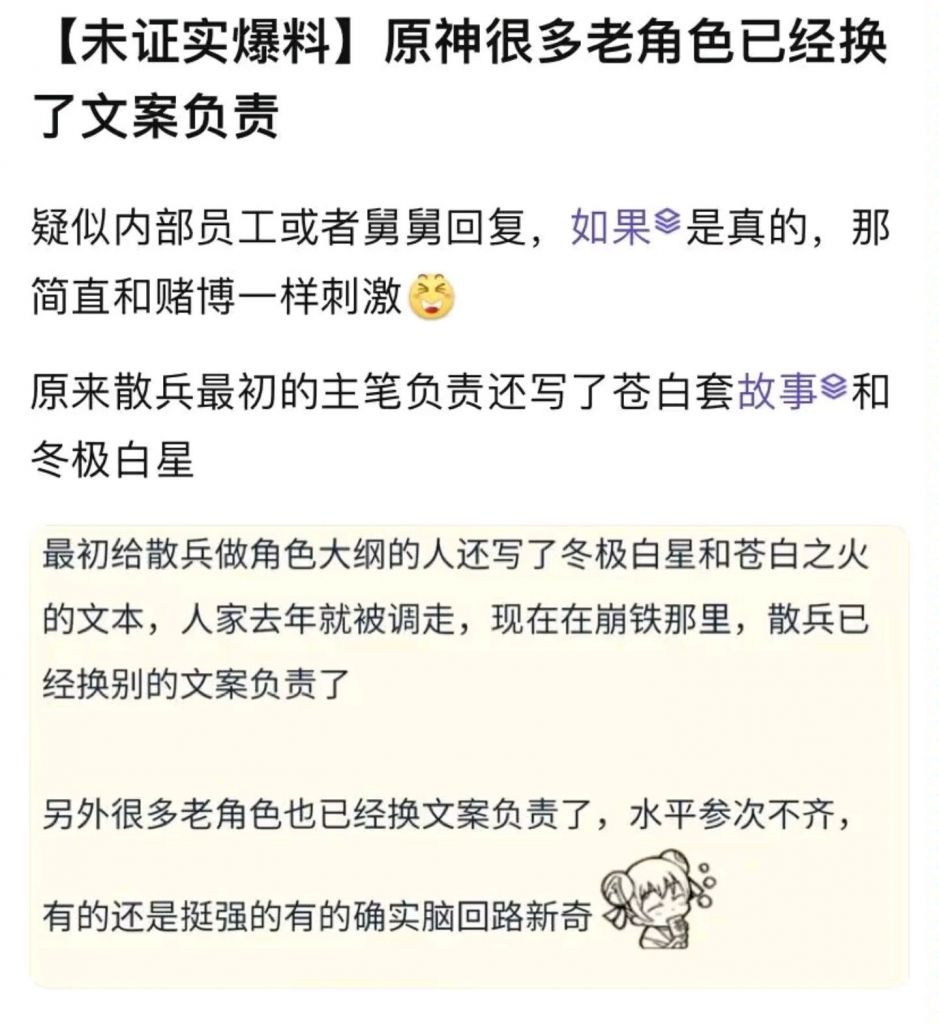 【未证实爆料】原神很多老角色已经换
了文案负责
疑似内部员工或者舅舅回复，如果是真的，那
简直和赌博一样刺激
原来散兵最初的主笔负责还写了苍白套故事和
冬极白星
最初给散兵做角色大纲的人还写了冬极白星和苍白之火
的文本，人家去年就被调走，现在在崩铁那里，散兵已
经换别的文案负责了
另外很多老角色也已经换文案负责了，水平参次不齐，
有的还是挺强的有的确实脑回路新奇